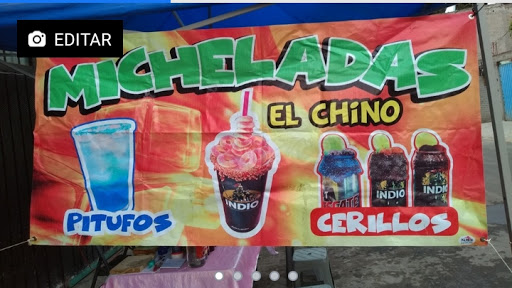 EDITAR
MICHELADAS
EL CHINO
INDIO
INDIO
INDIO
PITUFOS
CERILLOS